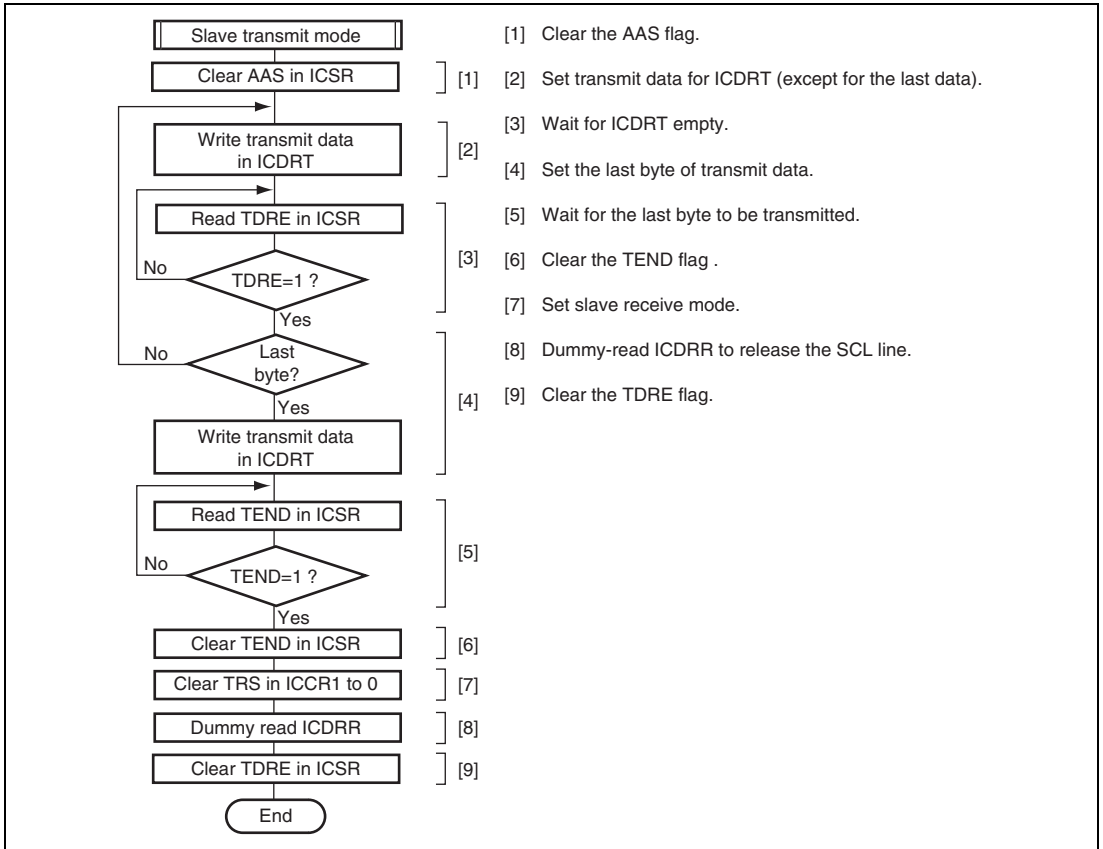 Slave transmit mode
Clear AAS in ICSR
[1]
Write transmit data
in ICDRT
[2]
Read TDRE in ICSR
No
TDRE=1 ?
[3]
Yes
No
Last
byte?
Yes
[4]
Write transmit data
in ICDRT
Read TEND in ICSR
No
TEND=1 ?
[5]
Yes
Clear TEND in ICSR
[6]
Clear TRS in ICCR1 to 0
[7]
Dummy read ICDRR
[8]
Clear TDRE in ICSR
[9]
End
[1] Clear the AAS flag.
[2] Set transmit data for ICDRT (except for the last data).
[3] Wait for ICDRT empty.
[4] Set the last byte of transmit data.
[5] Wait for the last byte to be transmitted.
[6] Clear the TEND flag .
[7] Set slave receive mode.
[8] Dummy-read ICDRR to release the SCL line.
[9] Clear the TDRE flag.